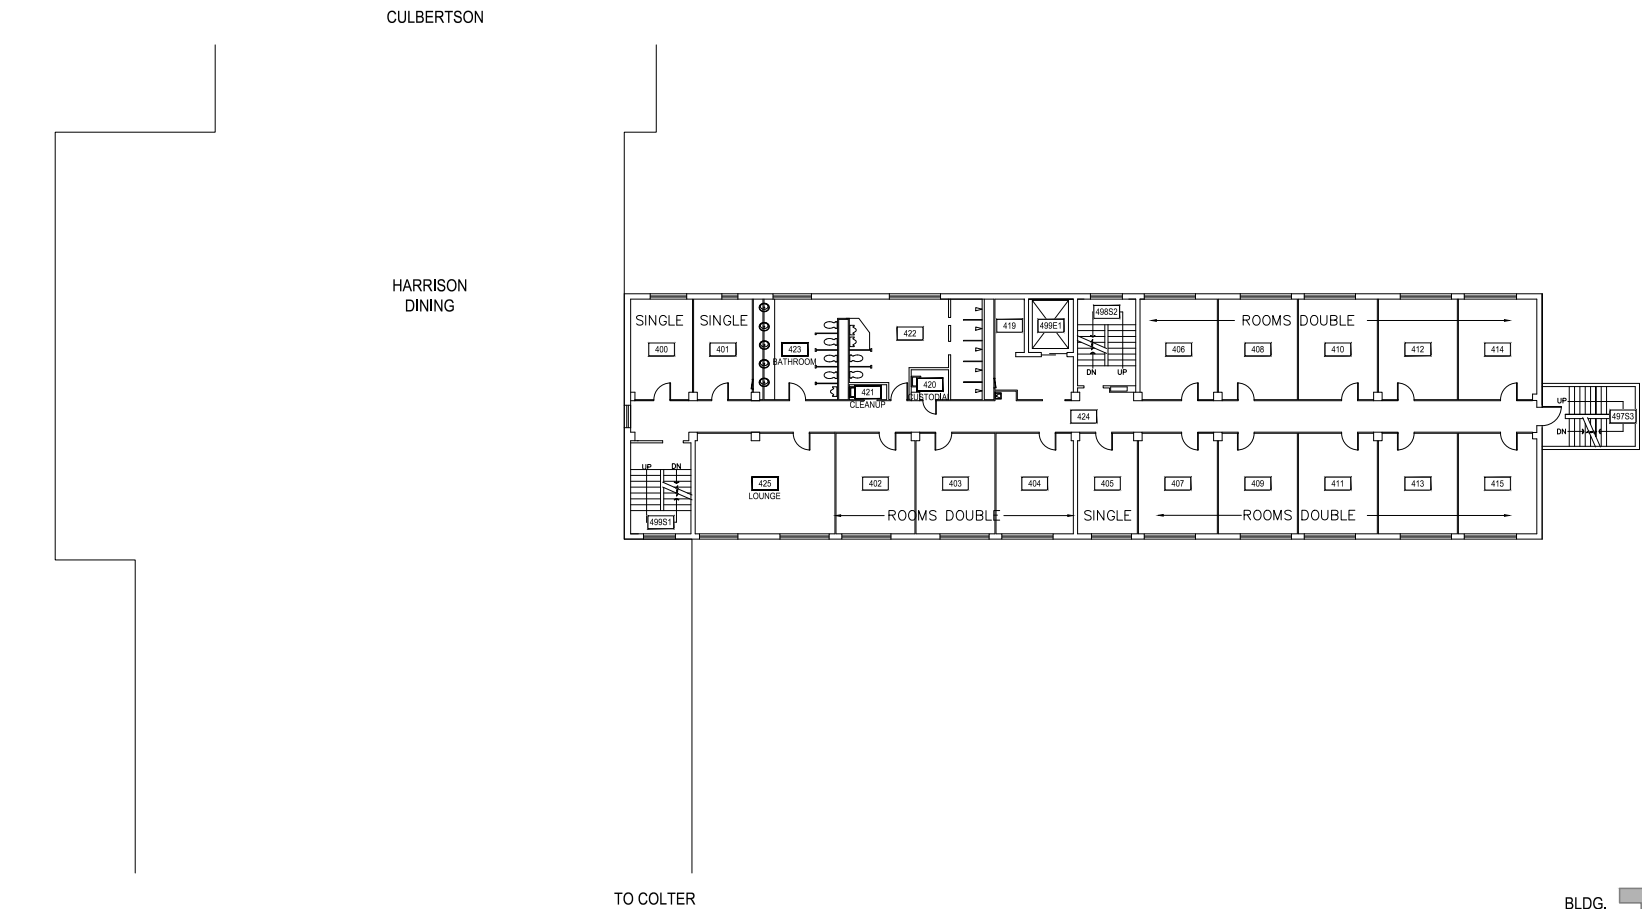 CULBERTSON
HARRISON
DINING
SINGLE
SINGLE
ROOMS DOUBLE
400
401
423
BATHROOM
422
419
499E1
498S2
DN
UP
406
408
410
412
414
421
CLEANUP
420
CUSTODIA
424
UP
DN
497S3
UP
DN
499S1
425
LOUNGE
402
403
404
405
407
409
411
413
415
ROOMS DOUBLE
SINGLE
ROOMS DOUBLE
TO COLTER
BLDG.